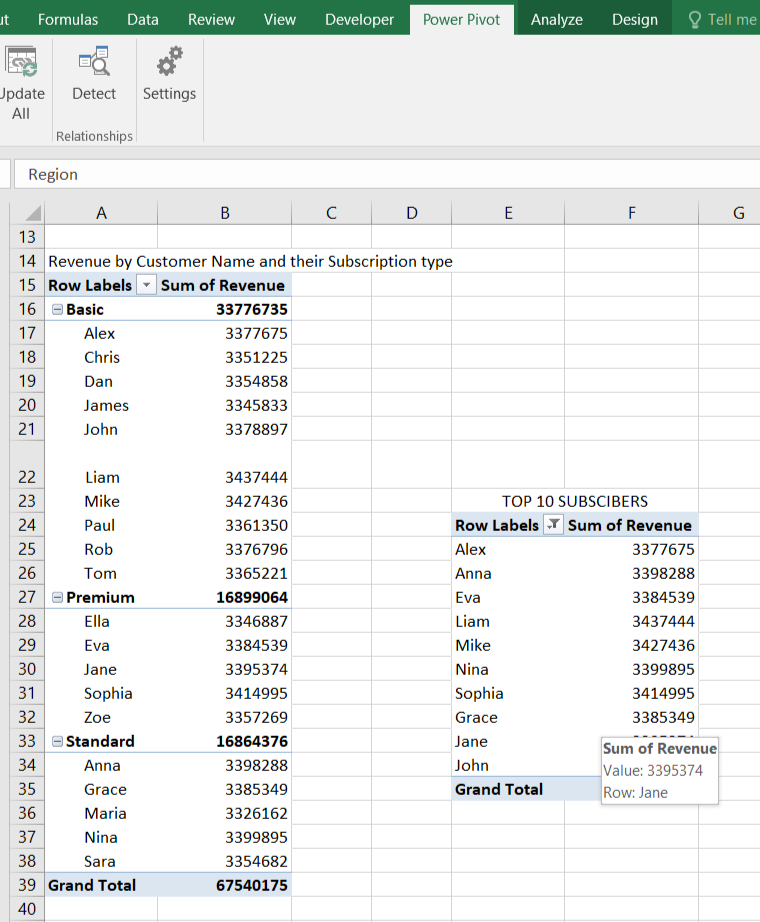 Formulas Data Review View Developer Power Pivot Analyze Design Tell me
Update All Detect Settings
Relationships
Region
A B C D E F G
13
14 Revenue by Customer Name and their Subscription type
15 Row Labels Sum of Revenue
16 Basic 33776735
17 Alex 3377675
18 Chris 3351225
19 Dan 3354858
20 James 3345833
21 John 3378897
22 Liam 3437444
23 Mike 3427436 TOP 10 SUBSCIBERS
24 Paul 3361350 Row Labels Sum of Revenue
25 Rob 3376796 Alex 3377675
26 Tom 3365221 Anna 3398288
27 Premium 16899064 Eva 3384539
28 Ella 3346887 Liam 3437444
29 Eva 3384539 Mike 3427436
30 Jane 3395374 Nina 3399895
31 Sophia 3414995 Sophia 3414995
32 Zoe 3357269 Grace 3385349
33 Standard 16864376 Jane
34 Anna 3398288 John
35 Grace 3385349 Grand Total
Sum of Revenue
Value: 3395374
Row: Jane
36 Maria 3326162
37 Nina 3399895
38 Sara 3354682
39 Grand Total 67540175
40